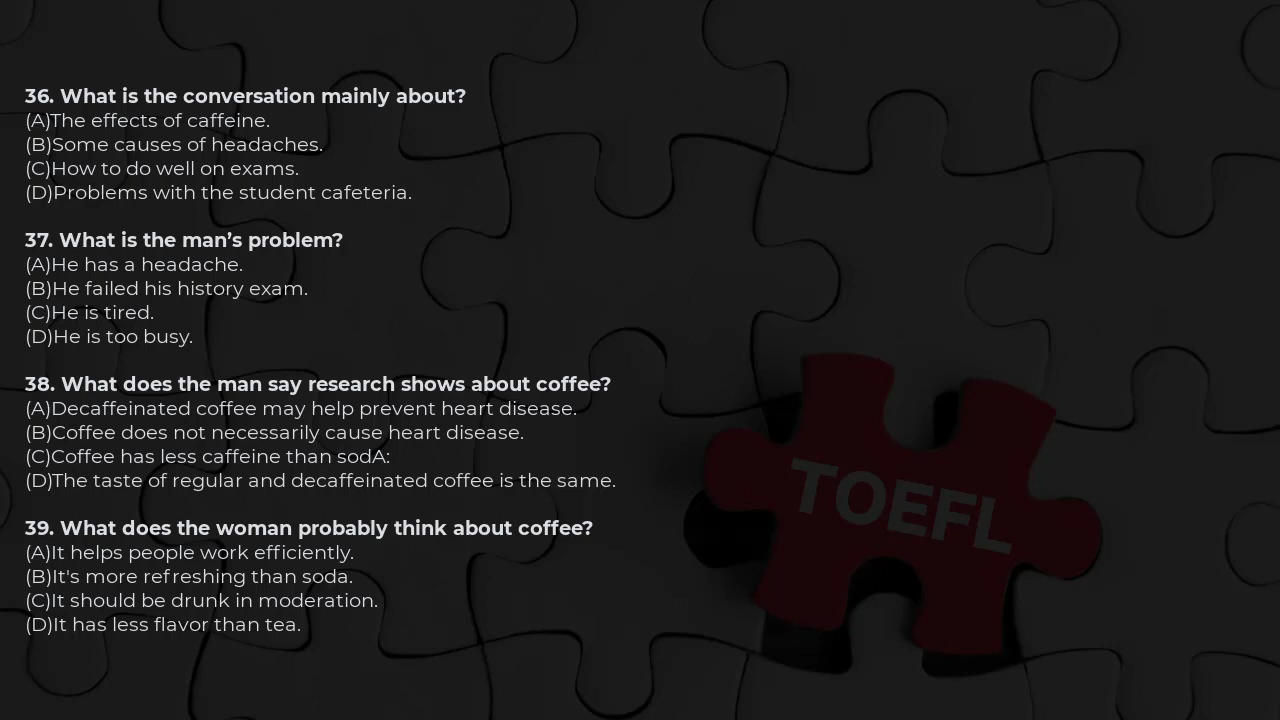 36. What is the conversation mainly about?
(A)The effects of caffeine.
(B)Some causes of headaches.
(C)How to do well on exams.
(D)Problems with the student cafeteria.
37. What is the man’s problem?
(A)He has a headache.
(B)He failed his history exam.
(C)He is tired.
(D)He is too busy.
38. What does the man say research shows about coffee?
(A)Decaffeinated coffee may help prevent heart disease.
(B)Coffee does not necessarily cause heart disease.
(C)Coffee has less caffeine than sodA:
(D)The taste of regular and decaffeinated coffee is the same.
39. What does the woman probably think about coffee?
(A)It helps people work efficiently.
(B)It's more refreshing than soda.
(C)It should be drunk in moderation.
(D)It has less flavor than tea.
TOEFL